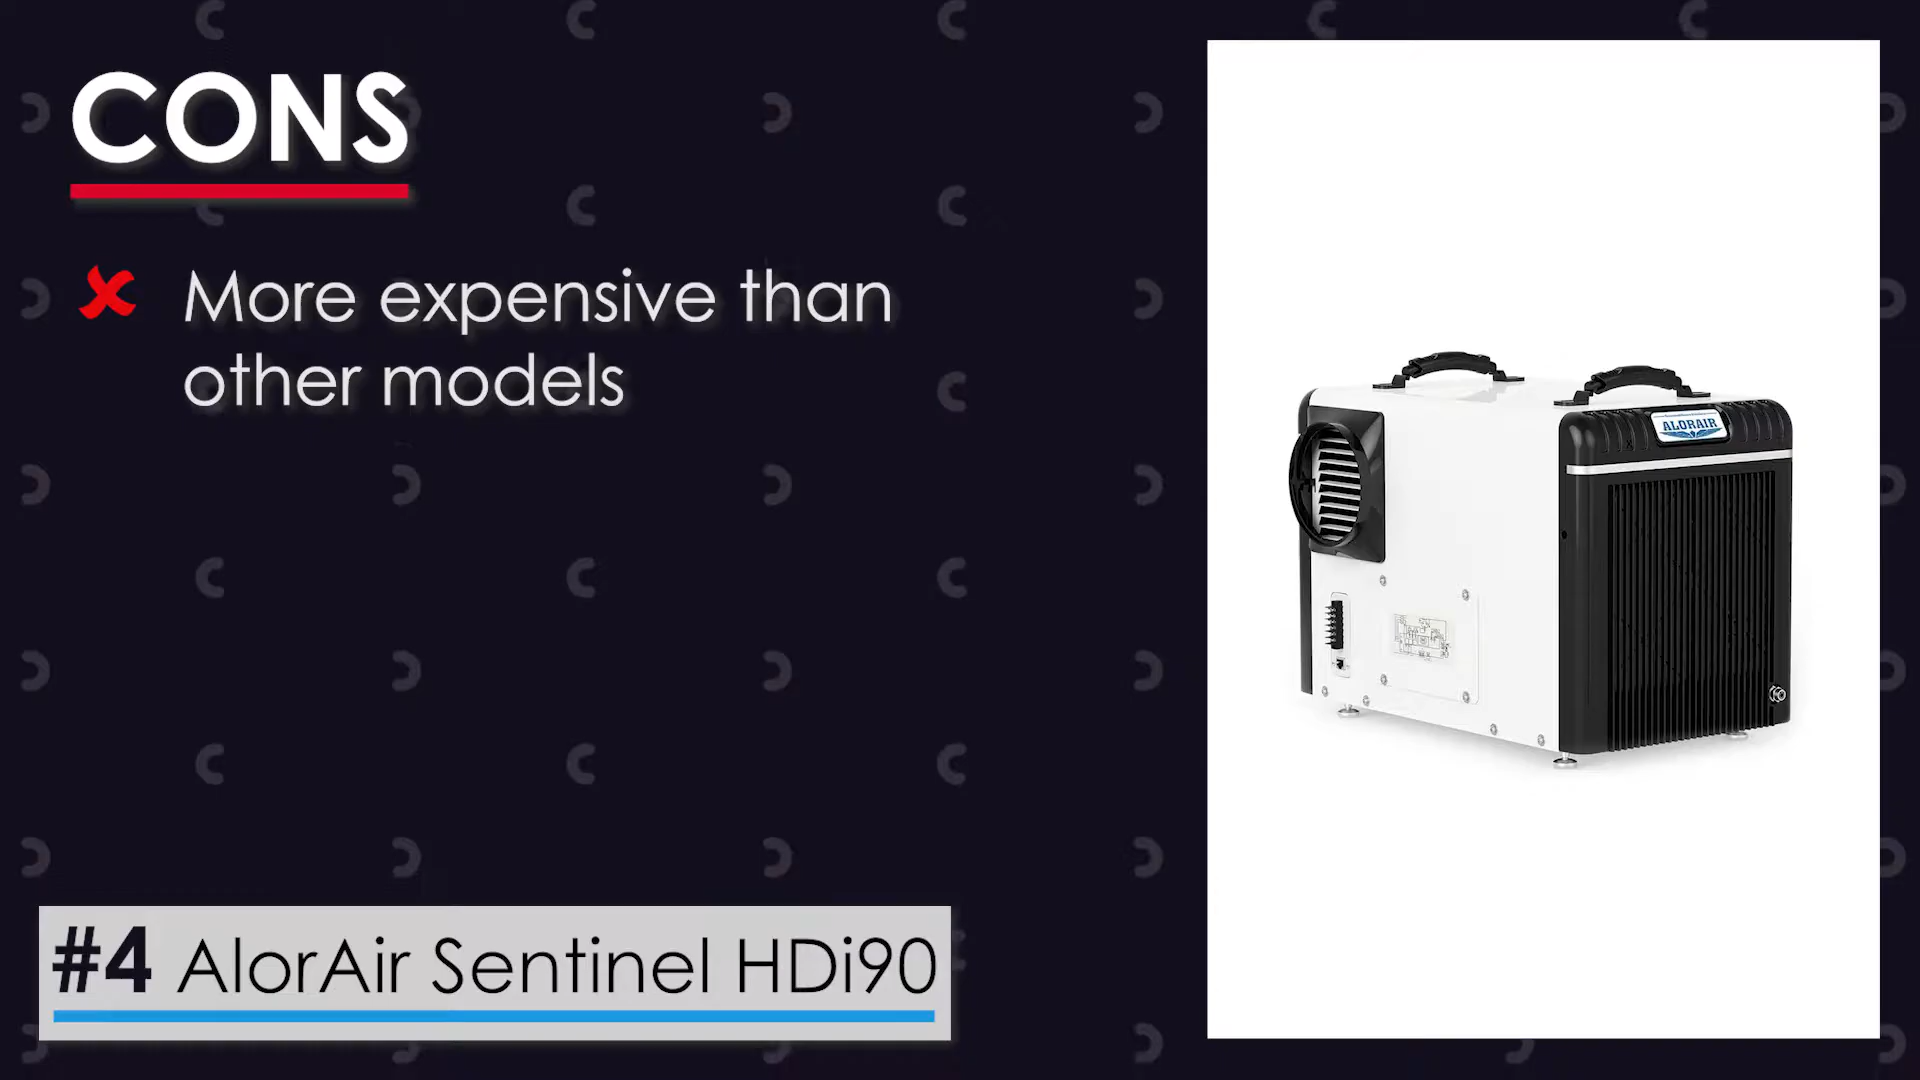 CONS
More expensive than
other models
ALORAIR
#4 AlorAir Sentinel HDi90